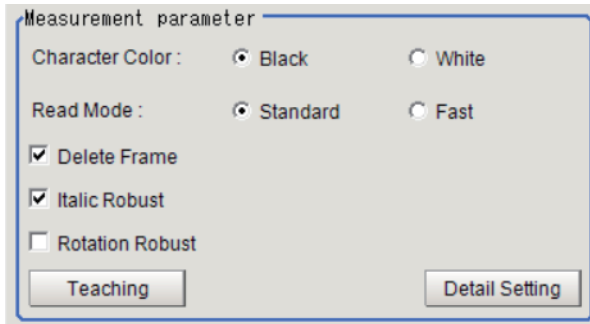 Measurement parameter
Character Color : Black White
Read Mode : Standard Fast
Delete Frame
Italic Robust
Rotation Robust
Teaching Detail Setting